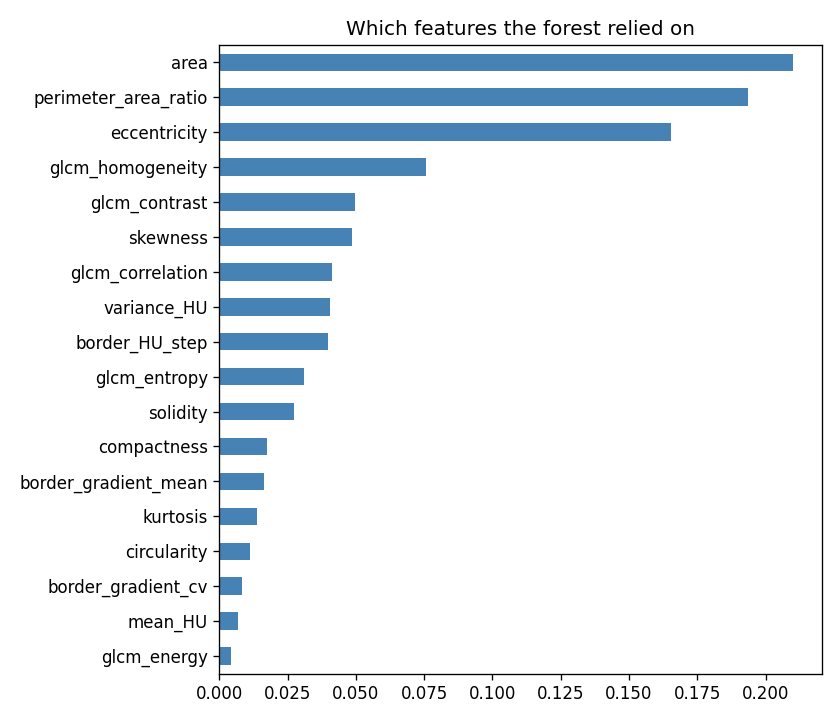 Which features the forest relied on
area
perimeter_area_ratio
eccentricity
glcm_homogeneity
glcm_contrast
skewness
glcm_correlation
variance_HU
border_HU_step
glcm_entropy
solidity
compactness
border_gradient_mean
kurtosis
circularity
border_gradient_cv
mean_HU
glcm_energy
0.000 0.025 0.050 0.075 0.100 0.125 0.150 0.175 0.200